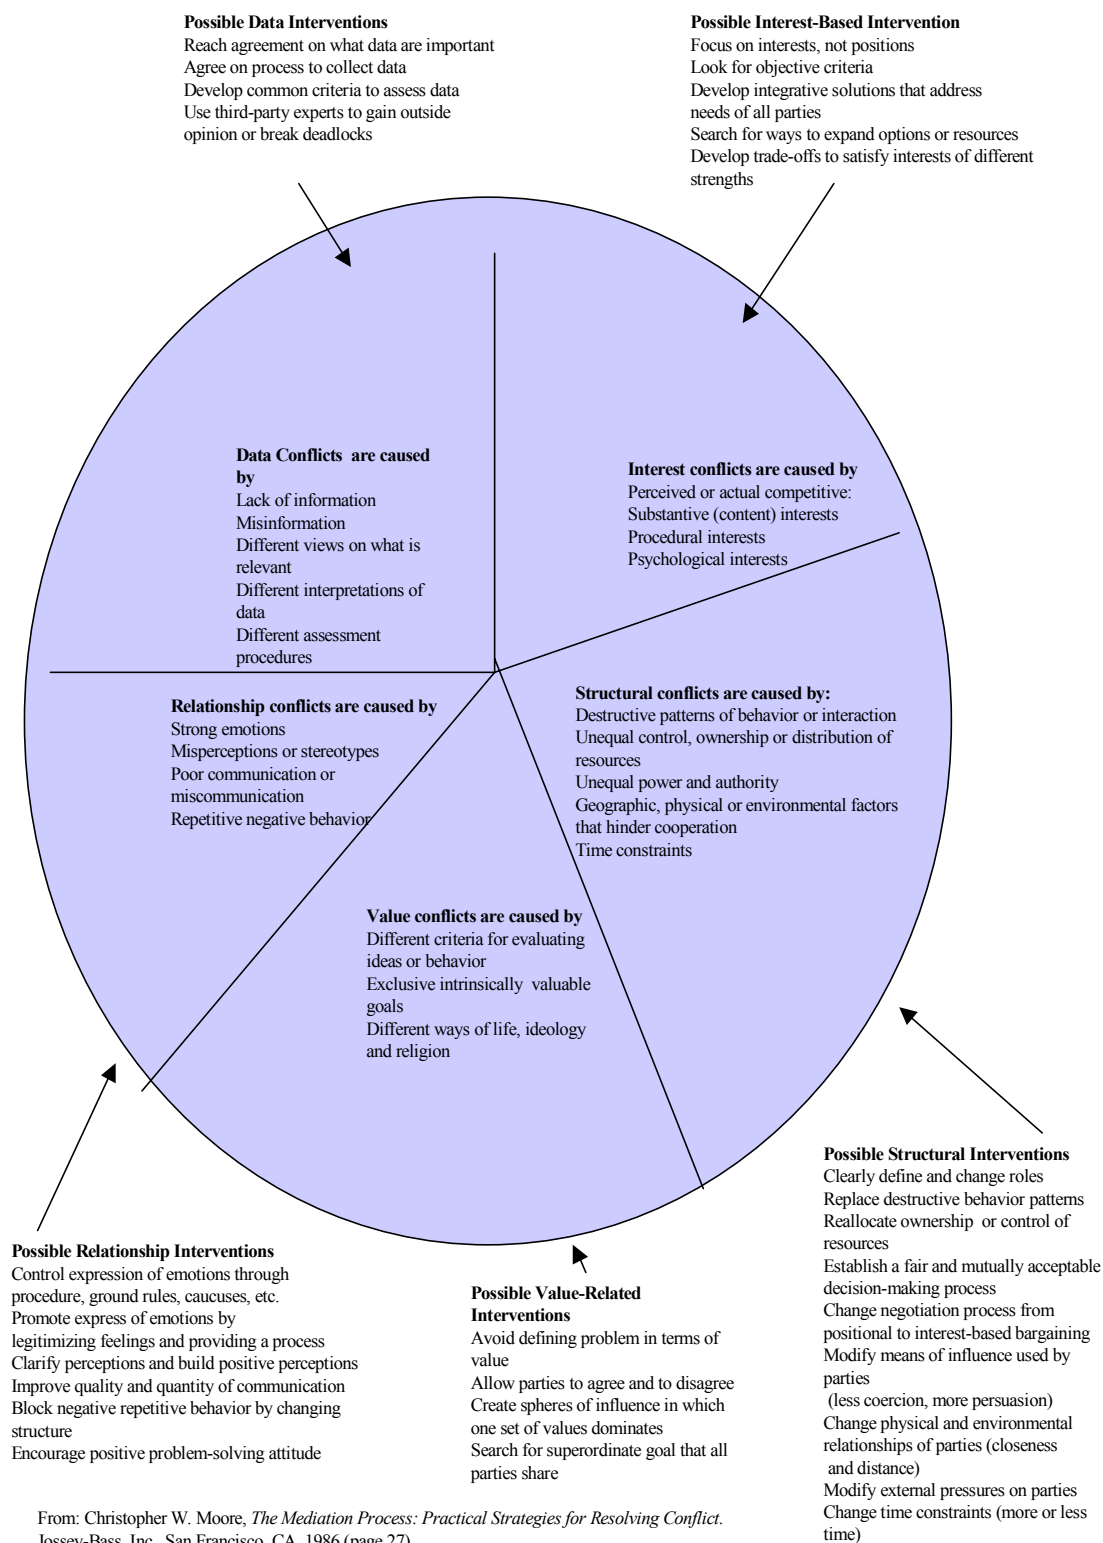 Possible Data Interventions
Reach agreement on what data are important
Agree on process to collect data
Develop common criteria to assess data
Use third-party experts to gain outside
opinion or break deadlocks
Possible Interest-Based Intervention
Focus on interests, not positions
Look for objective criteria
Develop integrative solutions that address
needs of all parties
Search for ways to expand options or resources
Develop trade-offs to satisfy interests of different
strengths
Data Conflicts are caused
by
Lack of information
Misinformation
Different views on what is
relevant
Different interpretations of
data
Different assessment
procedures
Interest conflicts are caused by
Perceived or actual competitive:
Substantive (content) interests
Procedural interests
Psychological interests
Relationship conflicts are caused by
Strong emotions
Misperceptions or stereotypes
Poor communication or
miscommunication
Repetitive negative behavior
Structural conflicts are caused by:
Destructive patterns of behavior or interaction
Unequal control, ownership or distribution of
resources
Unequal power and authority
Geographic, physical or environmental factors
that hinder cooperation
Time constraints
Value conflicts are caused by
Different criteria for evaluating
ideas or behavior
Exclusive intrinsically valuable
goals
Different ways of life, ideology
and religion
Possible Relationship Interventions
Control expression of emotions through
procedure, ground rules, caucuses, etc.
Promote express of emotions by
legitimizing feelings and providing a process
Clarify perceptions and build positive perceptions
Improve quality and quantity of communication
Block negative repetitive behavior by changing
structure
Encourage positive problem-solving attitude
Possible Value-Related
Interventions
Avoid defining problem in terms of
value
Allow parties to agree and to disagree
Create spheres of influence in which
one set of values dominates
Search for superordinate goal that all
parties share
Possible Structural Interventions
Clearly define and change roles
Replace destructive behavior patterns
Reallocate ownership or control of
resources
Establish a fair and mutually acceptable
decision-making process
Change negotiation process from
positional to interest-based bargaining
Modify means of influence used by
parties
(less coercion, more persuasion)
Change physical and environmental
relationships of parties (closeness
and distance)
Modify external pressures on parties
Change time constraints (more or less
time)
From: Christopher W. Moore, The Mediation Process: Practical Strategies for Resolving Conflict.
Jossey-Bass, Inc., San Francisco, CA, 1986 (page 27)